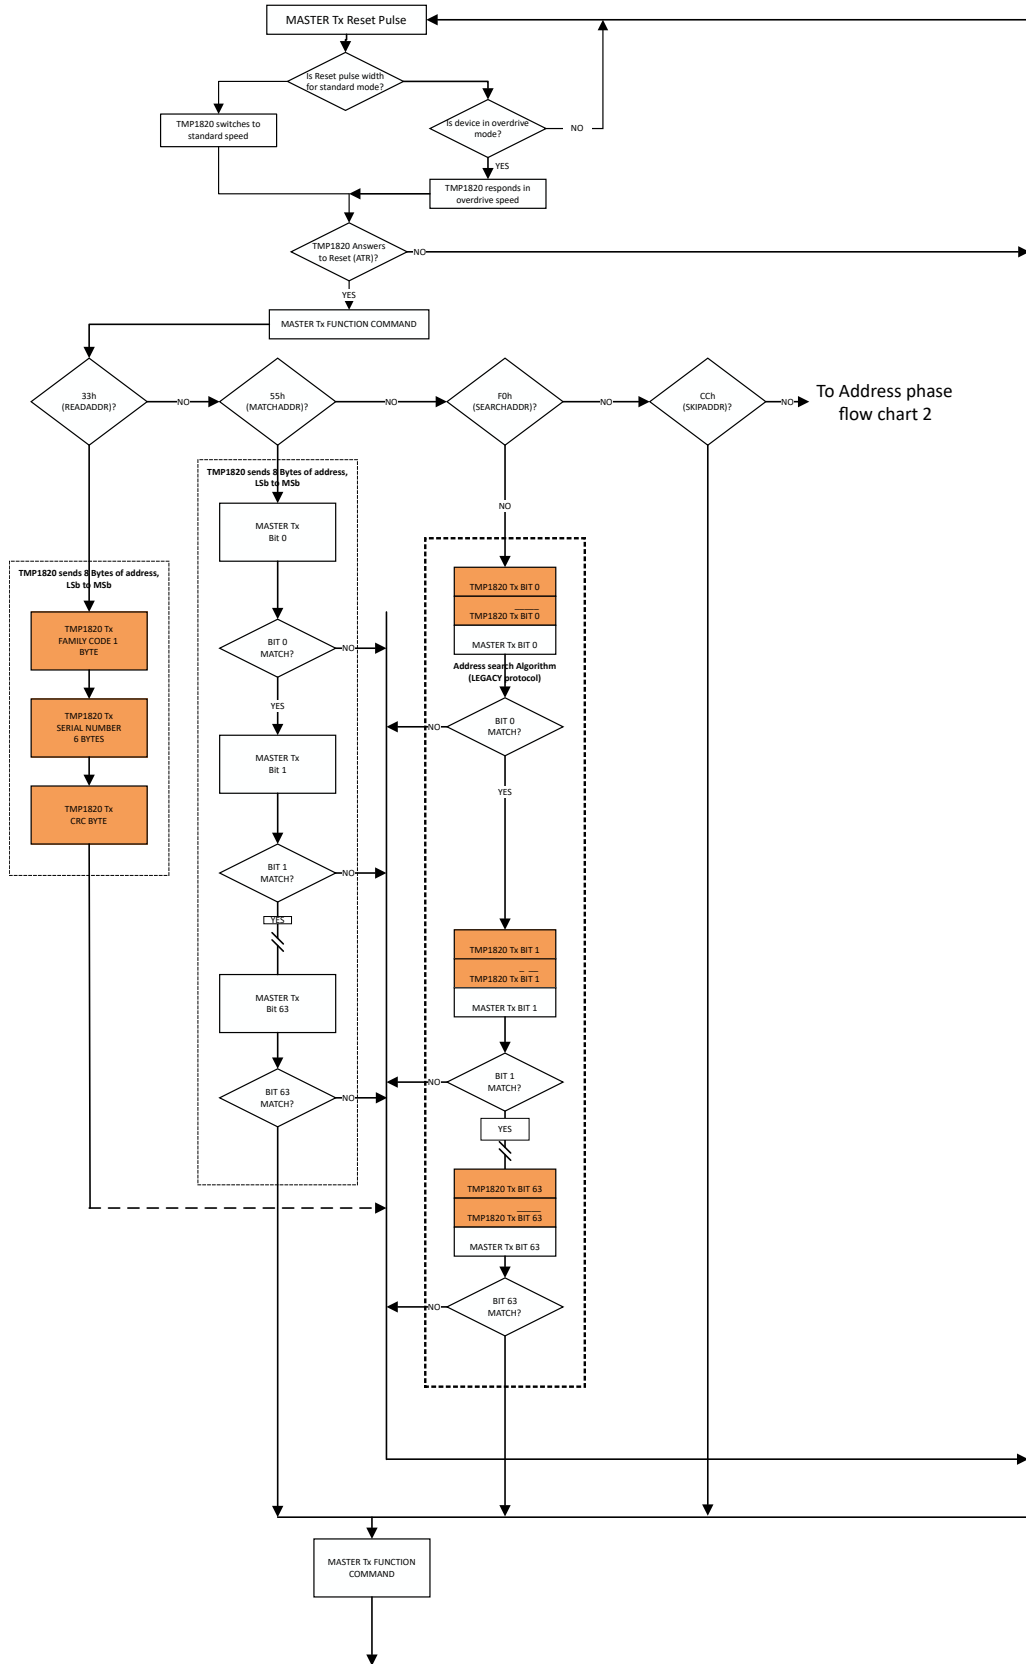 MASTER Tx Reset Pulse
Is Reset pulse width
for standard mode?
TMP1820 switches to
standard speed
Is device in overdrive
mode?
NO
YES
TMP1820 responds in
overdrive speed
TMP1820 Answers
to Reset (ATR)?
NO
YES
MASTER Tx FUNCTION COMMAND
33h
(READADDR)?
NO
55h
(MATCHADDR)?
NO
F0h
(SEARCHADDR)?
NO
CCh
(SKIPADDR)?
NO
To Address phase
flow chart 2
TMP1820 sends 8 Bytes of address,
LSb to MSb
TMP1820 Tx
FAMILY CODE 1
BYTE
TMP1820 Tx
SERIAL NUMBER
6 BYTES
TMP1820 Tx
CRC BYTE
TMP1820 sends 8 Bytes of address,
LSb to MSb
MASTER Tx
Bit 0
BIT 0
MATCH?
NO
YES
MASTER Tx
Bit 1
BIT 1
MATCH?
NO
YES
MASTER Tx
Bit 63
BIT 63
MATCH?
NO
NO
TMP1820 Tx BIT 0
TMP1820 Tx BIT 0
MASTER Tx BIT 0
Address search Algorithm
(LEGACY protocol)
BIT 0
MATCH?
NO
YES
TMP1820 Tx BIT 1
TMP1820 Tx BIT 1
MASTER Tx BIT 1
BIT 1
MATCH?
NO
YES
TMP1820 Tx BIT 63
TMP1820 Tx BIT 63
MASTER Tx BIT 63
BIT 63
MATCH?
NO
MASTER Tx FUNCTION
COMMAND